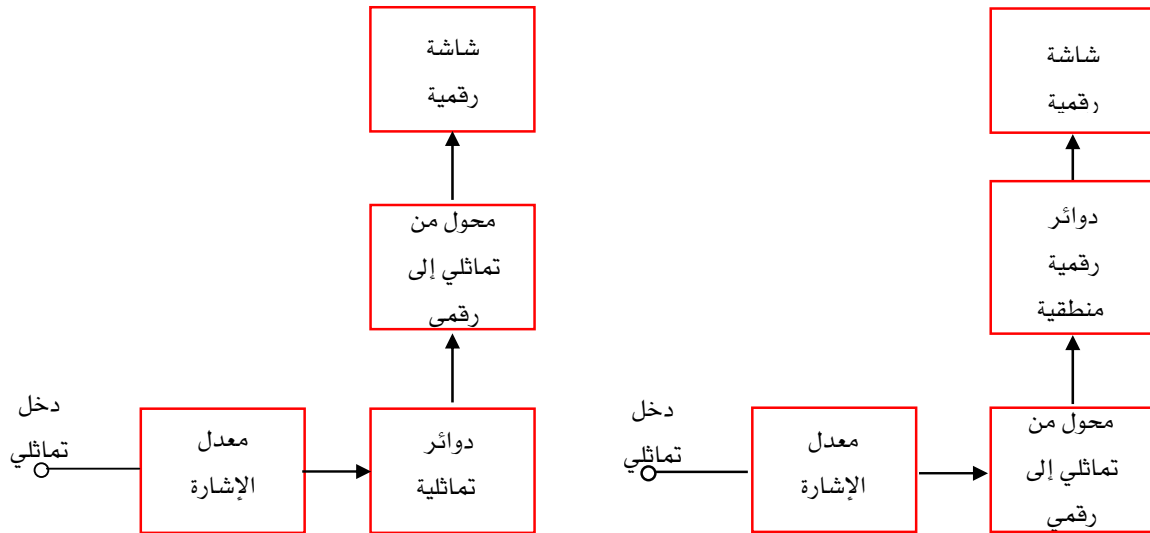 شاشة
رقمية
محول من
تماثلي إلى
رقمي
دخل
تماثلي
معدل
الإشارة
دوائر
تماثلية
شاشة
رقمية
دوائر
رقمية
منطقية
دخل
تماثلي
معدل
الإشارة
محول من
تماثلي إلى
رقمي